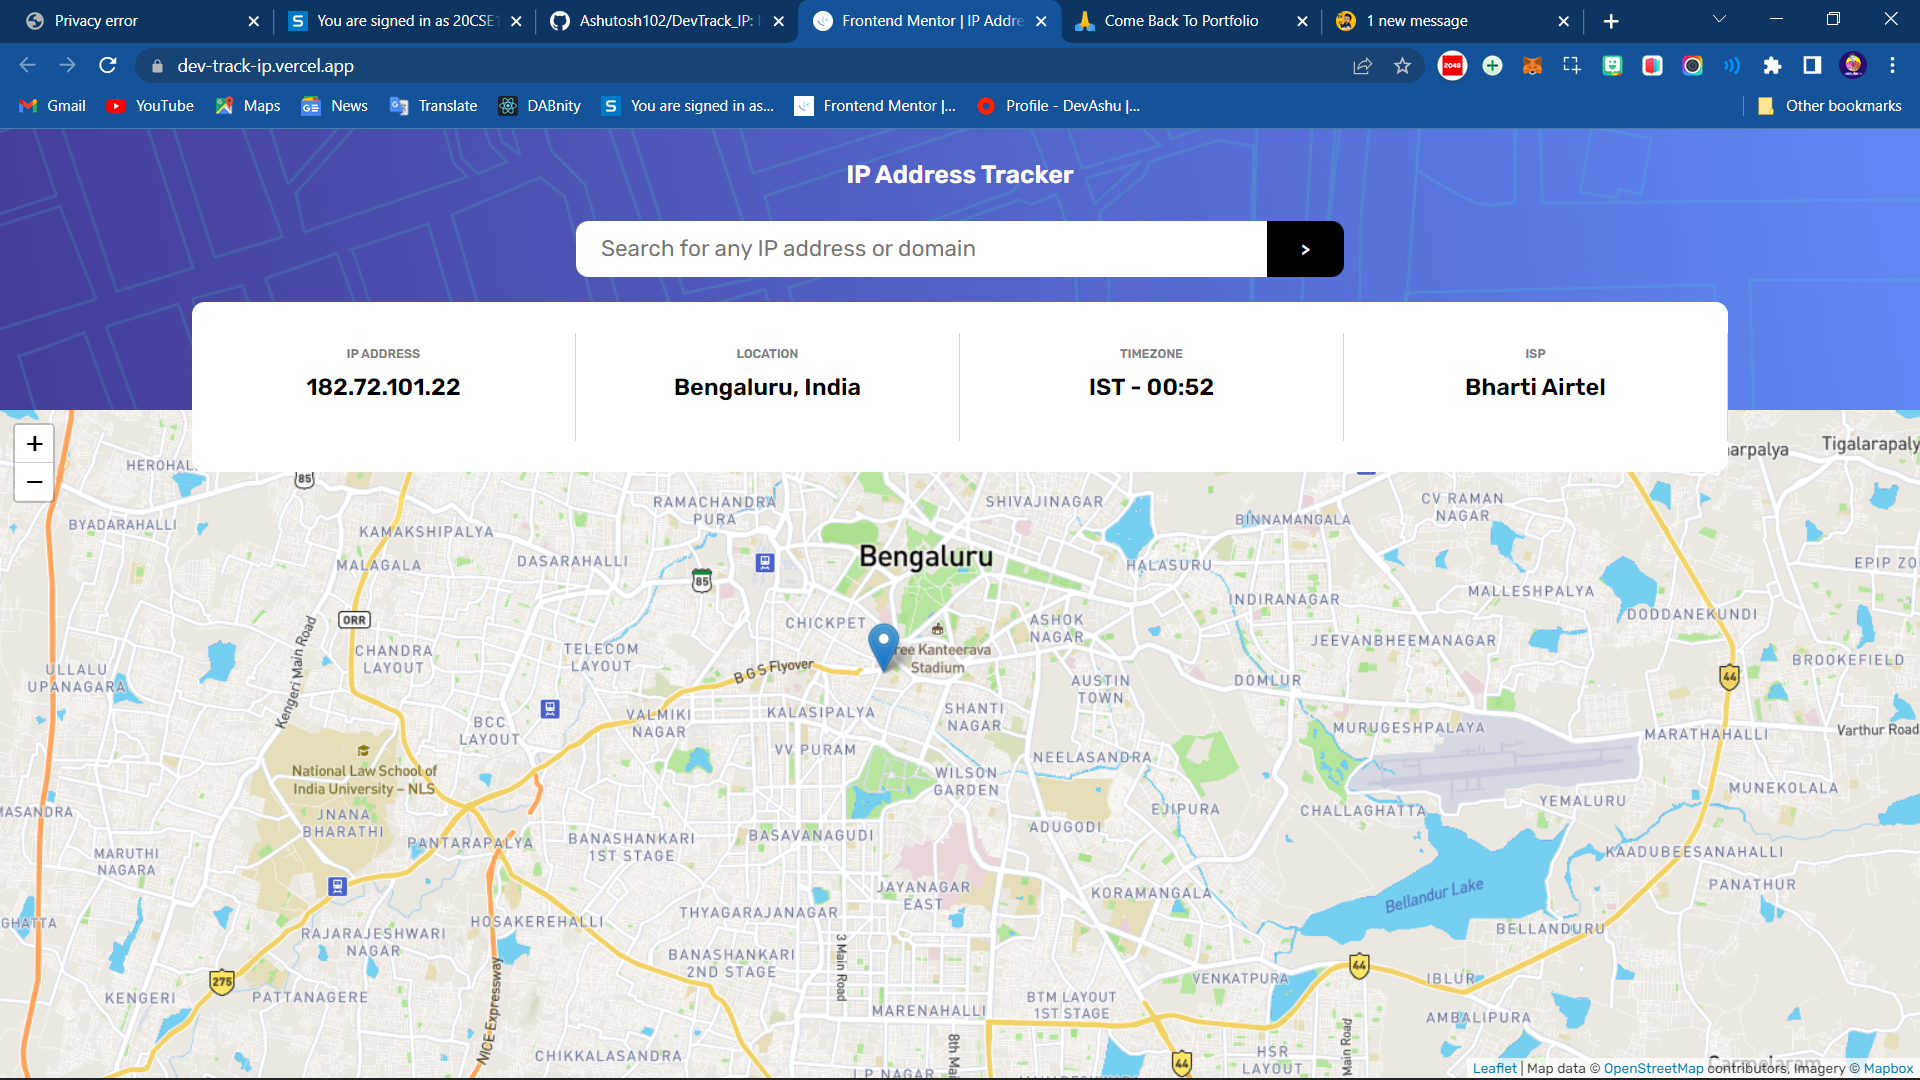 Privacy error
You are signed in as 20CSE1
Ashutosh102/DevTrack_IP:
Frontend Mentor | IP Addre
Come Back To Portfolio
1 new message
dev-track-ip.vercel.app
2048
Gmail
YouTube
Maps
News
Translate
DABnity
You are signed in as...
Frontend Mentor |...
Profile - DevAshu |...
Other bookmarks
IP Address Tracker
Search for any IP address or domain
>
IP ADDRESS
182.72.101.22
LOCATION
Bengaluru, India
TIMEZONE
IST - 00:52
ISP
Bharti Airtel
+
−
HEROHAL
85
arpalya
Tigalarapaly
BYADARAHALLI
KAMAKSHIPALYA
RAMACHANDRA
PURA
SHIVAJINAGAR
BINNAMANGALA
CV RAMAN
NAGAR
MALAGALA
DASARAHALLI
85
Bengaluru
HALASURU
EPIP ZO
INDIRANAGAR
MALLESHPALYA
DODDANEKUNDI
ORR
CHICKPET
ASHOK
NAGAR
JEEVANBHEEMANAGAR
Kengeri Main Road
CHANDRA
LAYOUT
TELECOM
LAYOUT
B G S Flyover
ree Kanteerava
Stadium
BROOKEFIELD
ULLALU
UPANAGARA
AUSTIN
TOWN
DOMLUR
44
BCC
LAYOUT
VALMIKI
NAGAR
KALASIPALYA
SHANTI
NAGAR
MURUGESHPALYA
MARATHAHALLI
Varthur Road
VV PURAM
NEELASANDRA
National Law School of
India University – NLS
WILSON
GARDEN
MUNEKOLALA
MASANDRA
JNANA
BHARATHI
EJIPURA
CHALLAGHATTA
YEMALURU
PANTARAPALYA
BANASHANKARI
1ST STAGE
BASAVANAGUDI
ADUGODI
MARUTHI
NAGARA
KAADUBEESANAHALLI
JAYANAGAR
EAST
KORAMANGALA
Bellandur Lake
PANATHUR
GHATTA
HOSAKEREHALLI
THYAGARAJANAGAR
RAJARAJESHWARI
NAGAR
3 Main Road
BELLANDURU
BANASHANKARI
2ND STAGE
44
VENKATPURA
IBLUR
275
KENGERI
PATTANAGERE
NICE Expressway
MARENAHALLI
BTM LAYOUT
1ST STAGE
AMBALIPURA
CHIKKALASANDRA
8th Mai
44
HSR
LAYOUT
Main Road
Carmelaram
J P NAGAR
Leaflet | Map data © OpenStreetMap contributors, Imagery © Mapbox